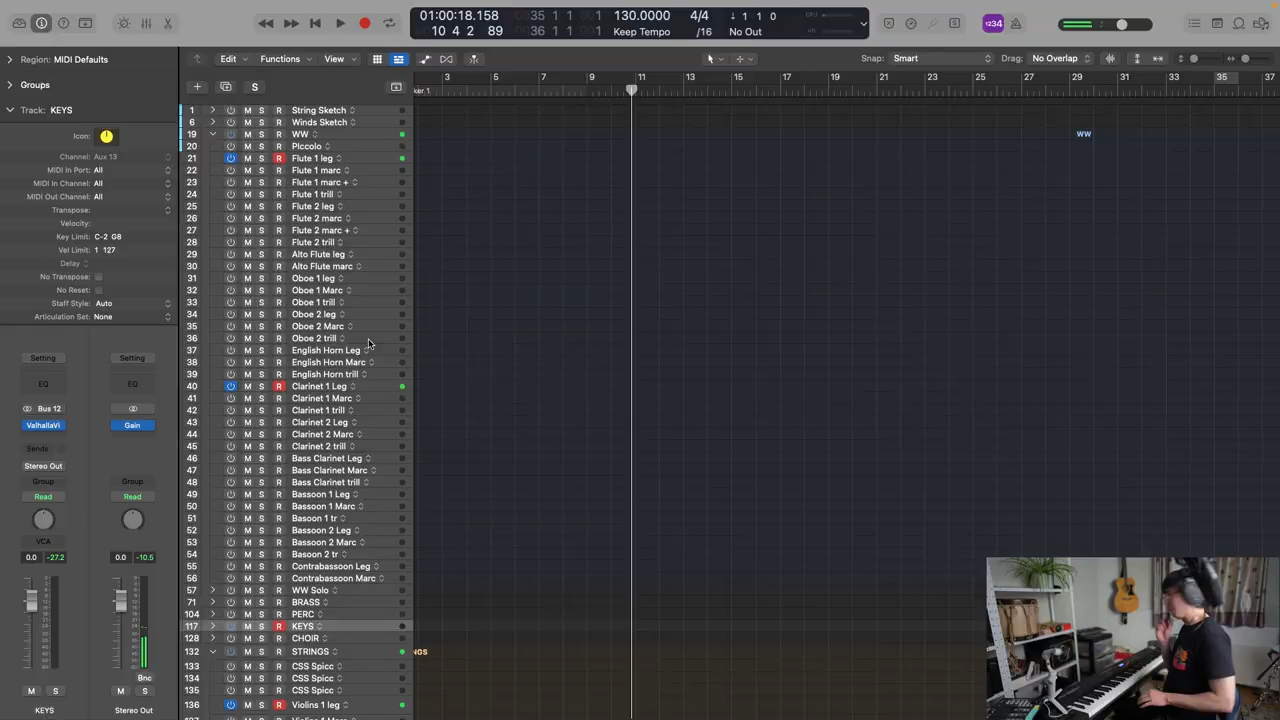 01:00:18.158
10 4 2 89
35 1 1 1
36 1 1 1
130.0000
Keep Tempo
4/4
/16
1 1 0
No Out
1234
Region: MIDI Defaults
Groups
Track: KEYS
Icon:
Channel: Aux 13
MIDI In Port: All
MIDI In Channel: All
MIDI Out Channel: All
Transpose:
Velocity:
Key Limit: C-2 G8
Vel Limit: 1 127
Delay
No Transpose:
No Reset:
Staff Style: Auto
Articulation Set: None
Setting
Setting
EQ
EQ
Bus 12
ValhallaVi
Gain
Sends
Stereo Out
Group
Group
Read
Read
VCA
0.0 -27.2
0.0 -10.5
Bnc
M S
M S
KEYS
Stereo Out
Edit
Functions
View
Snap: Smart
Drag: No Overlap
S
3 5 7 9 11 13 15 17 19 21 23 25 27 29 31 33 35 37
ker 1
1 M S R String Sketch
6 M S R Winds Sketch
19 M S R WW
WW
20 M S R PIccolo
21 M S R Flute 1 leg
22 M S R Flute 1 marc
23 M S R Flute 1 marc +
24 M S R Flute 1 trill
25 M S R Flute 2 leg
26 M S R Flute 2 marc
27 M S R Flute 2 marc +
28 M S R Flute 2 trill
29 M S R Alto Flute leg
30 M S R Alto Flute marc
31 M S R Oboe 1 leg
32 M S R Oboe 1 Marc
33 M S R Oboe 1 trill
34 M S R Oboe 2 leg
35 M S R Oboe 2 Marc
36 M S R Oboe 2 trill
37 M S R English Horn Leg
38 M S R English Horn Marc
39 M S R English Horn trill
40 M S R Clarinet 1 Leg
41 M S R Clarinet 1 Marc
42 M S R Clarinet 1 trill
43 M S R Clarinet 2 Leg
44 M S R Clarinet 2 Marc
45 M S R Clarinet 2 trill
46 M S R Bass Clarinet Leg
47 M S R Bass Clarinet Marc
48 M S R Bass Clarinet trill
49 M S R Bassoon 1 Leg
50 M S R Bassoon 1 Marc
51 M S R Basoon 1 tr
52 M S R Bassoon 2 Leg
53 M S R Bassoon 2 Marc
54 M S R Basoon 2 tr
55 M S R Contrabassoon Leg
56 M S R Contrabassoon Marc
57 M S R WW Solo
71 M S R BRASS
104 M S R PERC
117 M S R KEYS
128 M S R CHOIR
132 M S R STRINGS
NGS
133 M S R CSS Spicc
134 M S R CSS Spicc
135 M S R CSS Spicc
136 M S R Violins 1 leg